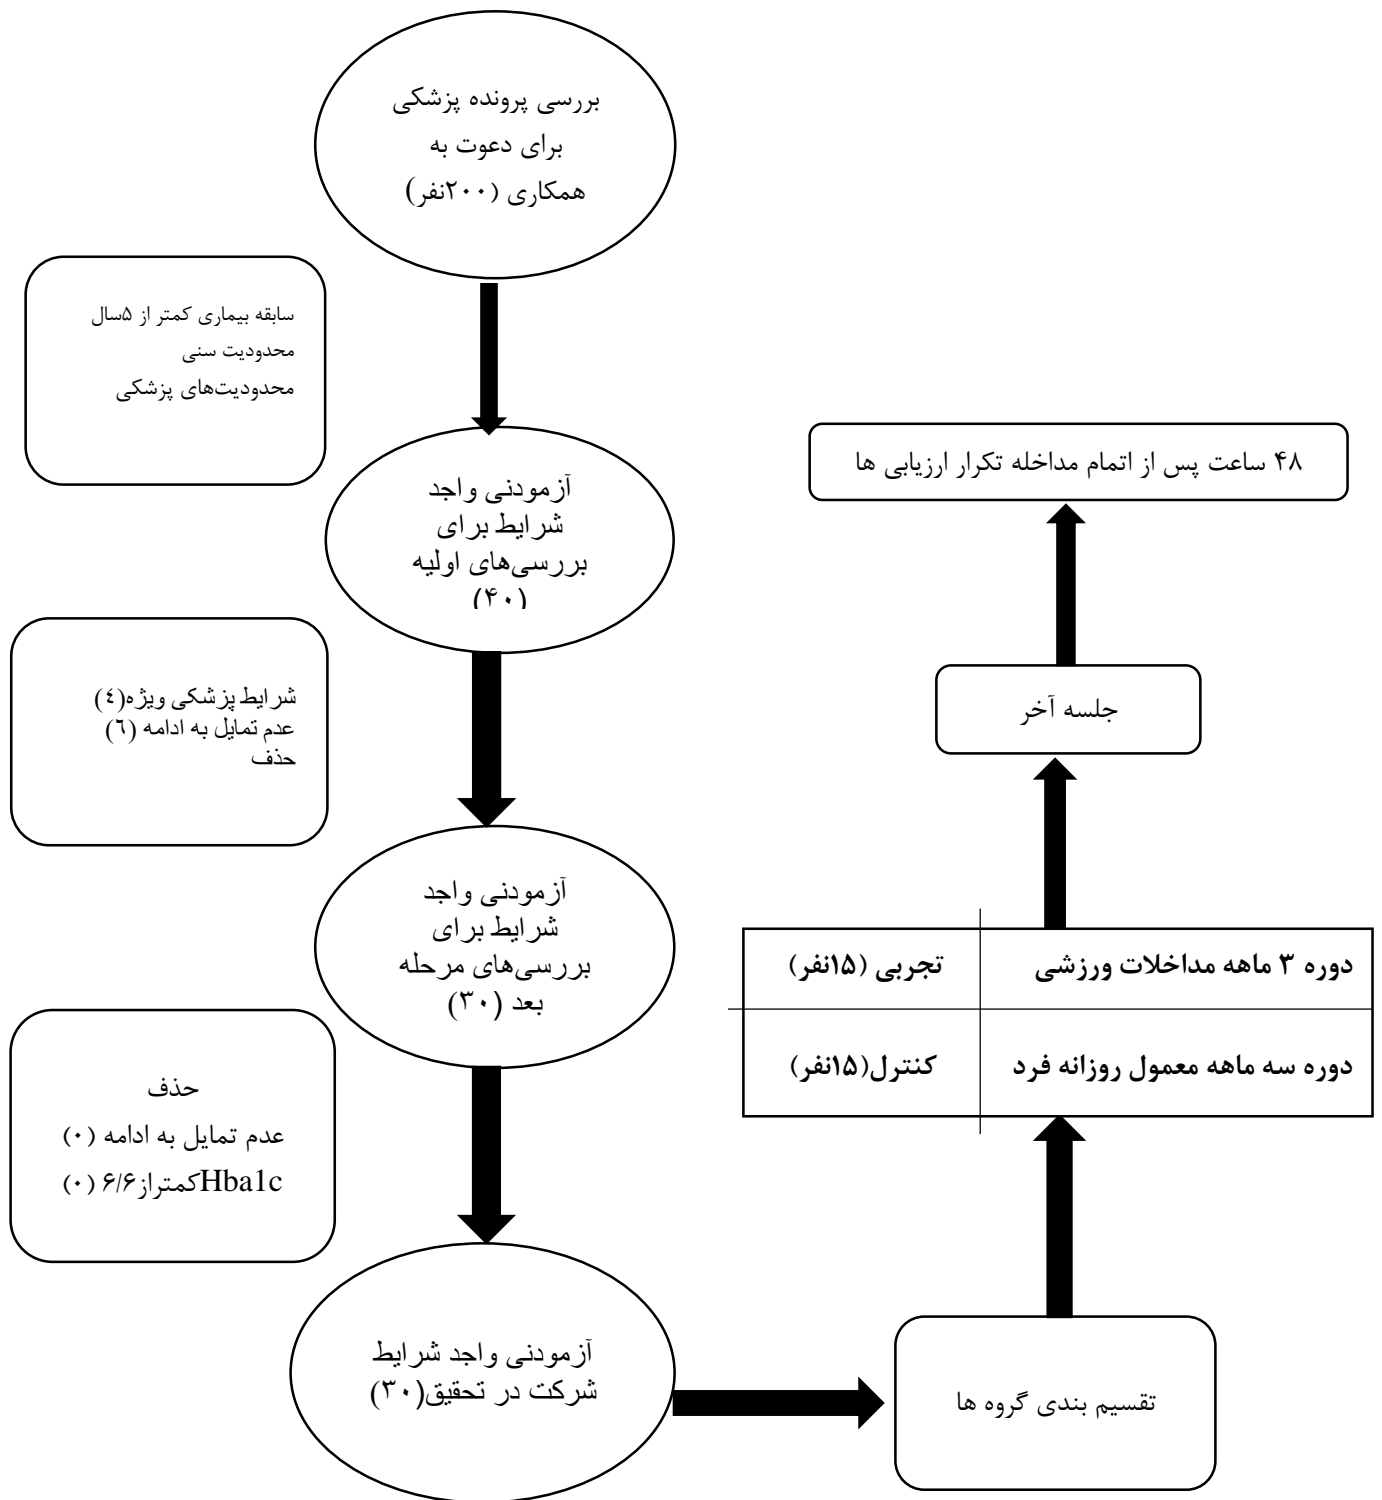 بررسی پرونده پزشکی
برای دعوت به
همکاری (۲۰۰نفر)
سابقه بیماری کمتر از ۵سال
محدودیت سنی
محدودیت‌های پزشکی
آزمودنی واجد
شرایط برای
بررسی‌های اولیه
(۴۰)
شرایط پزشکی ویژه(٤)
عدم تمایل به ادامه (٦)
حذف
آزمودنی واجد
شرایط برای
بررسی‌های مرحله
بعد (۳۰)
حذف
عدم تمایل به ادامه (۰)
Hba1cکمتراز۶/۶ (۰)
آزمودنی واجد شرایط
شرکت در تحقیق(۳۰)
تقسیم بندی گروه ها
دوره ۳ ماهه مداخلات ورزشی تجربی (۱۵نفر)
دوره سه ماهه معمول روزانه فرد کنترل(۱۵نفر)
جلسه آخر
۴۸ ساعت پس از اتمام مداخله تکرار ارزیابی ها